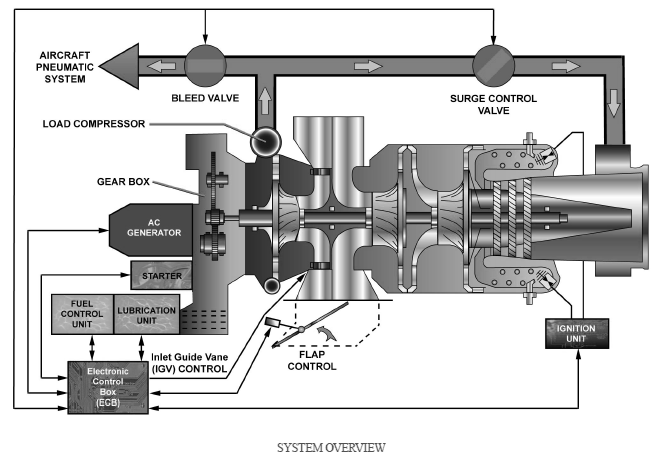 AIRCRAFT
PNEUMATIC
SYSTEM
BLEED VALVE
SURGE CONTROL
VALVE
LOAD COMPRESSOR
GEAR BOX
AC
GENERATOR
STARTER
FUEL
CONTROL
UNIT
LUBRICATION
UNIT
IGNITION
UNIT
Inlet Guide Vane
(IGV) CONTROL
FLAP
CONTROL
Electronic
Control
Box
(ECB)
SYSTEM OVERVIEW